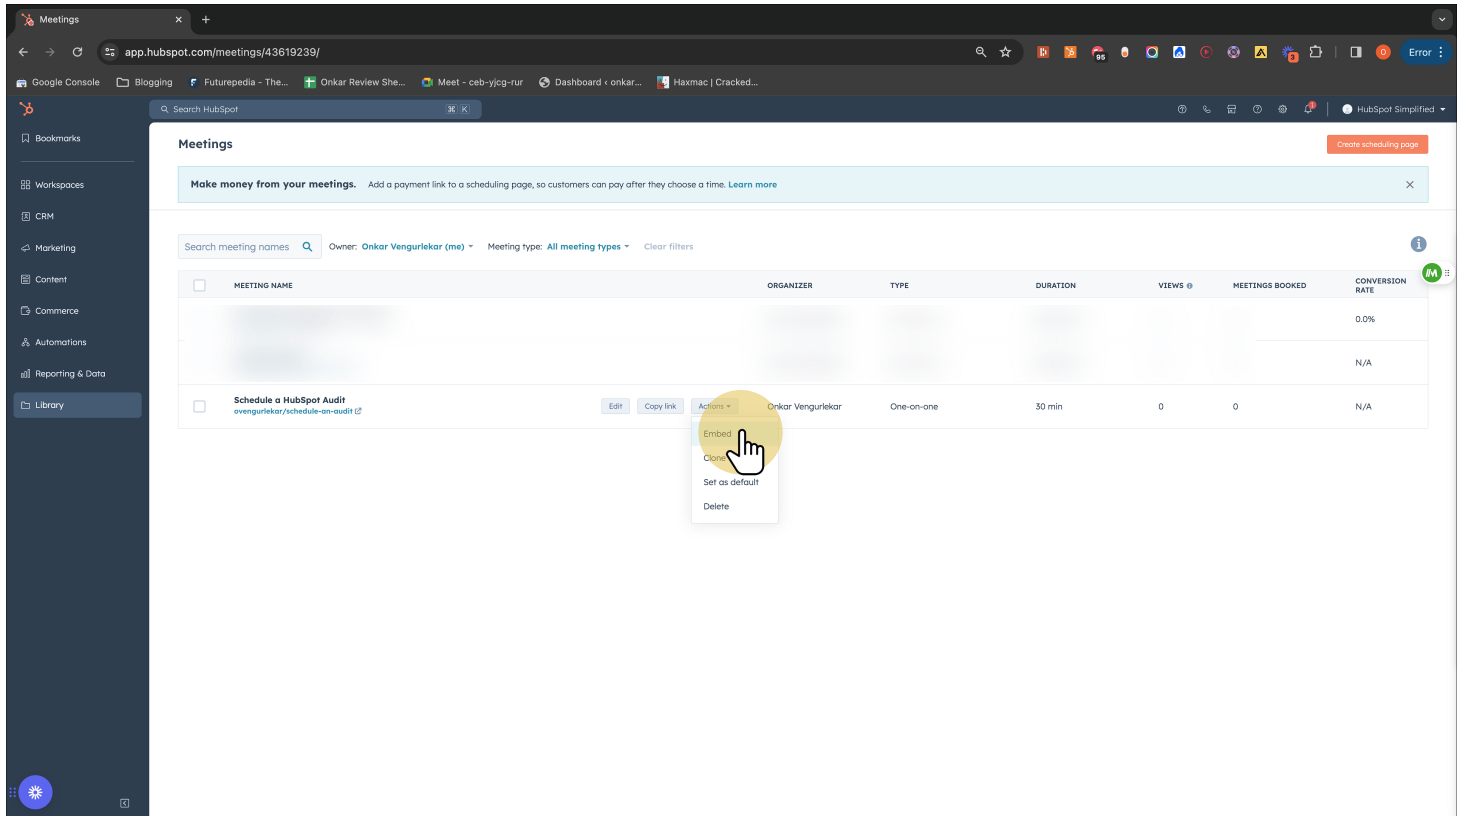 Meetings
app.hubspot.com/meetings/43619239/
95
3
O
Error
Google Console
Blogging
Futurepedia - The...
Onkar Review She...
Meet - ceb-yjcg-rur
Dashboard ‹ onkar...
Haxmac | Cracked...
Search HubSpot
⌘ K
HubSpot Simplified
Bookmarks
Workspaces
CRM
Marketing
Content
Commerce
Automations
Reporting & Data
Library
Meetings
Create scheduling page
Make money from your meetings. Add a payment link to a scheduling page, so customers can pay after they choose a time. Learn more
Search meeting names
Owner: Onkar Vengurlekar (me)
Meeting type: All meeting types
Clear filters
MEETING NAME ORGANIZER TYPE DURATION VIEWS MEETINGS BOOKED CONVERSION RATE
0.0%
N/A
Schedule a HubSpot Audit
ovengurlekar/schedule-an-audit
Edit Copy link Actions
Onkar Vengurlekar One-on-one 30 min 0 0 N/A
Embed
Clone
Set as default
Delete